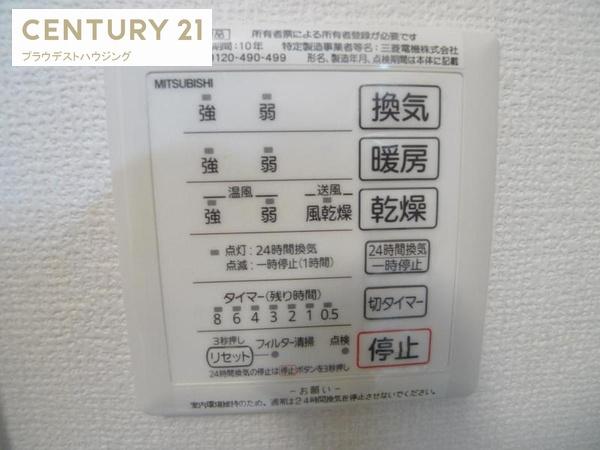 CENTURY 21
プラウデストハウジング
品 所有者票による所有者登録が必要です
期間:10年 特定製造事業者等名:三菱電機株式会社
0120-490-499 形名、製造年月、点検期間は本体に記載
MITSUBISHI
強 弱 換気
強 弱 暖房
温風 送風
強 弱 風乾燥 乾燥
点灯:24時間換気
点滅:一時停止(1時間)
24時間換気
一時停止
タイマー(残り時間)
8 6 4 3 2 1 0.5
切タイマー
3秒押し
リセット フィルター清掃 点検
停止
24時間換気の停止は停止ボタンを3秒押し
−お願い−
室内環境維持のため、通常は24時間換気を停止させないでください。